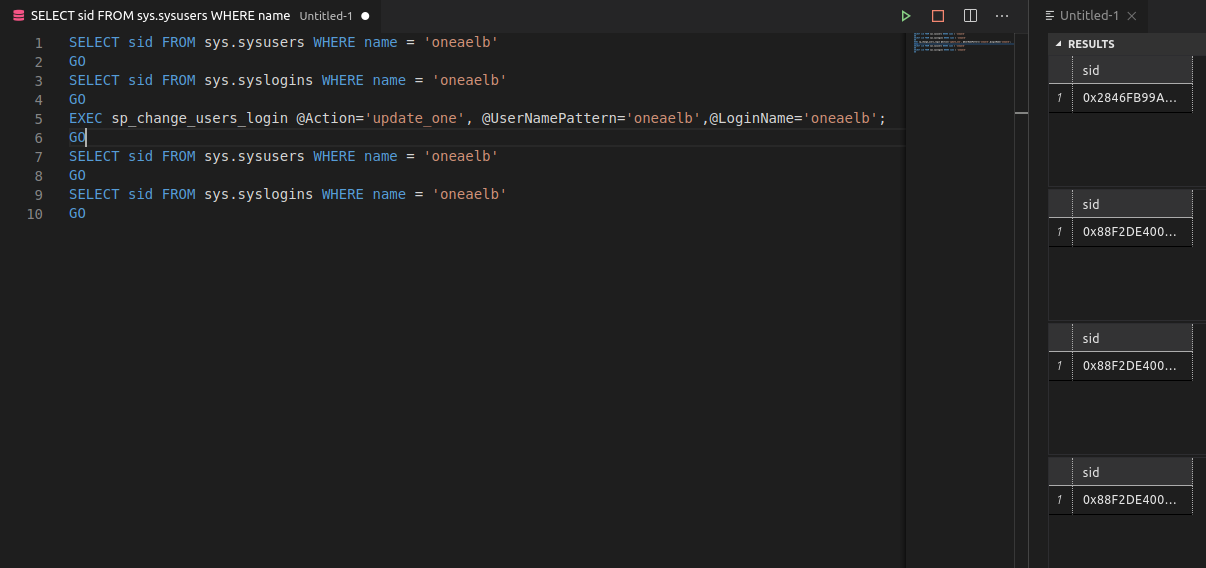 SELECT sid FROM sys.sysusers WHERE name Untitled-1
1 SELECT sid FROM sys.sysusers WHERE name = 'oneaelb'
2 GO
3 SELECT sid FROM sys.syslogins WHERE name = 'oneaelb'
4 GO
5 EXEC sp_change_users_login @Action='update_one', @UserNamePattern='oneaelb',@LoginName='oneaelb';
6 GO
7 SELECT sid FROM sys.sysusers WHERE name = 'oneaelb'
8 GO
9 SELECT sid FROM sys.syslogins WHERE name = 'oneaelb'
10 GO
Untitled-1
RESULTS
sid
1 0x2846FB99A...
sid
1 0x88F2DE400...
sid
1 0x88F2DE400...
sid
1 0x88F2DE400...